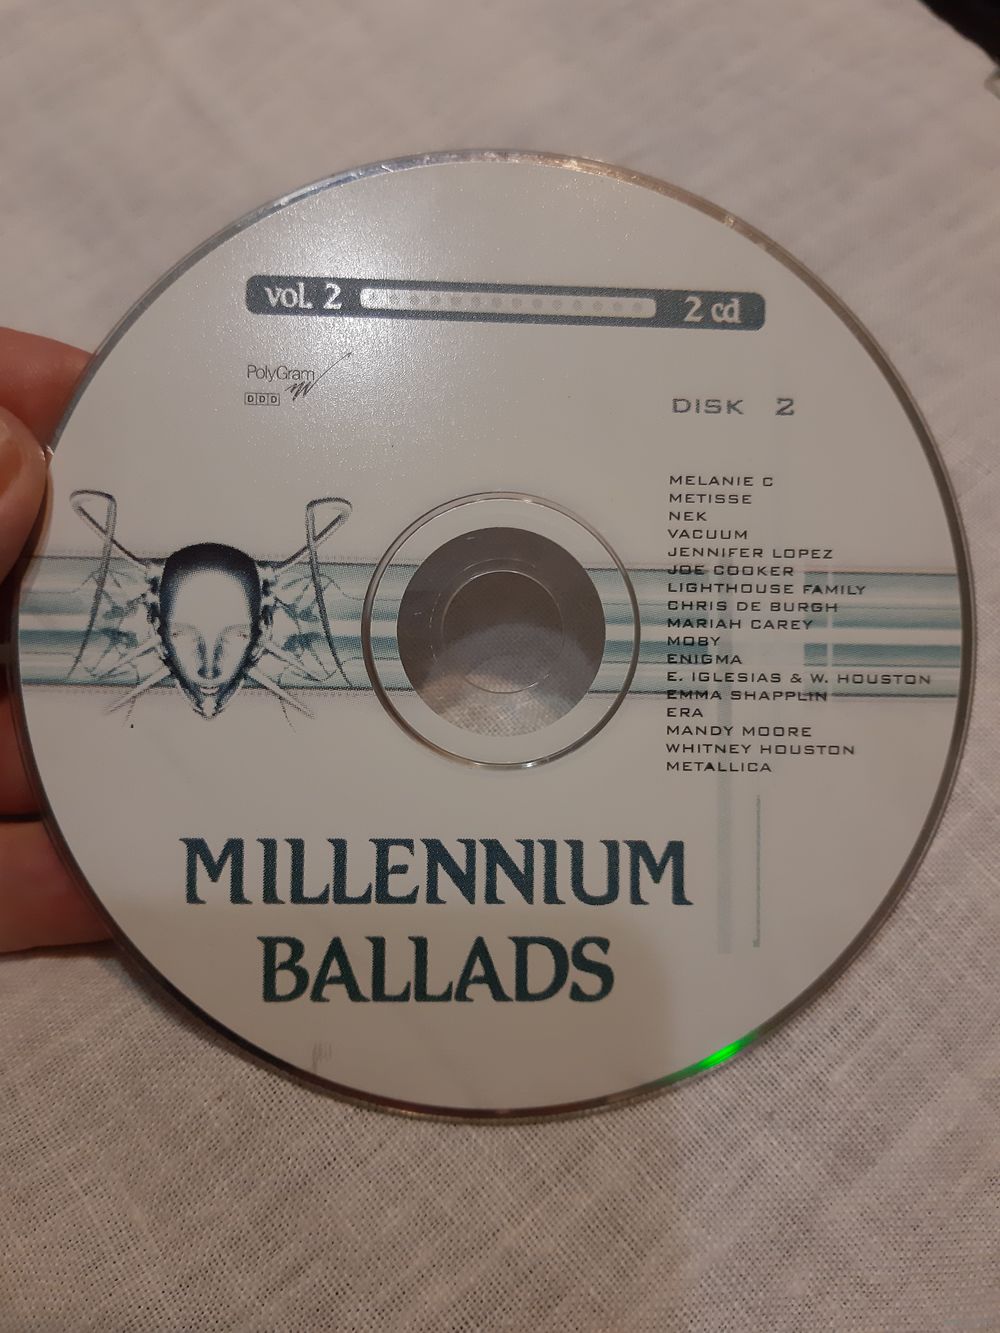 vol. 2
2 cd
PolyGram
DDD
DISK 2
MELANIE C
METISSE
NEK
VACUUM
JENNIFER LOPEZ
JOE COOKER
LIGHTHOUSE FAMILY
CHRIS DE BURGH
MARIAH CAREY
MOBY
ENIGMA
E. IGLESIAS & W. HOUSTON
EMMA SHAPPLIN
ERA
MANDY MOORE
WHITNEY HOUSTON
METALLICA
MILLENNIUM
BALLADS